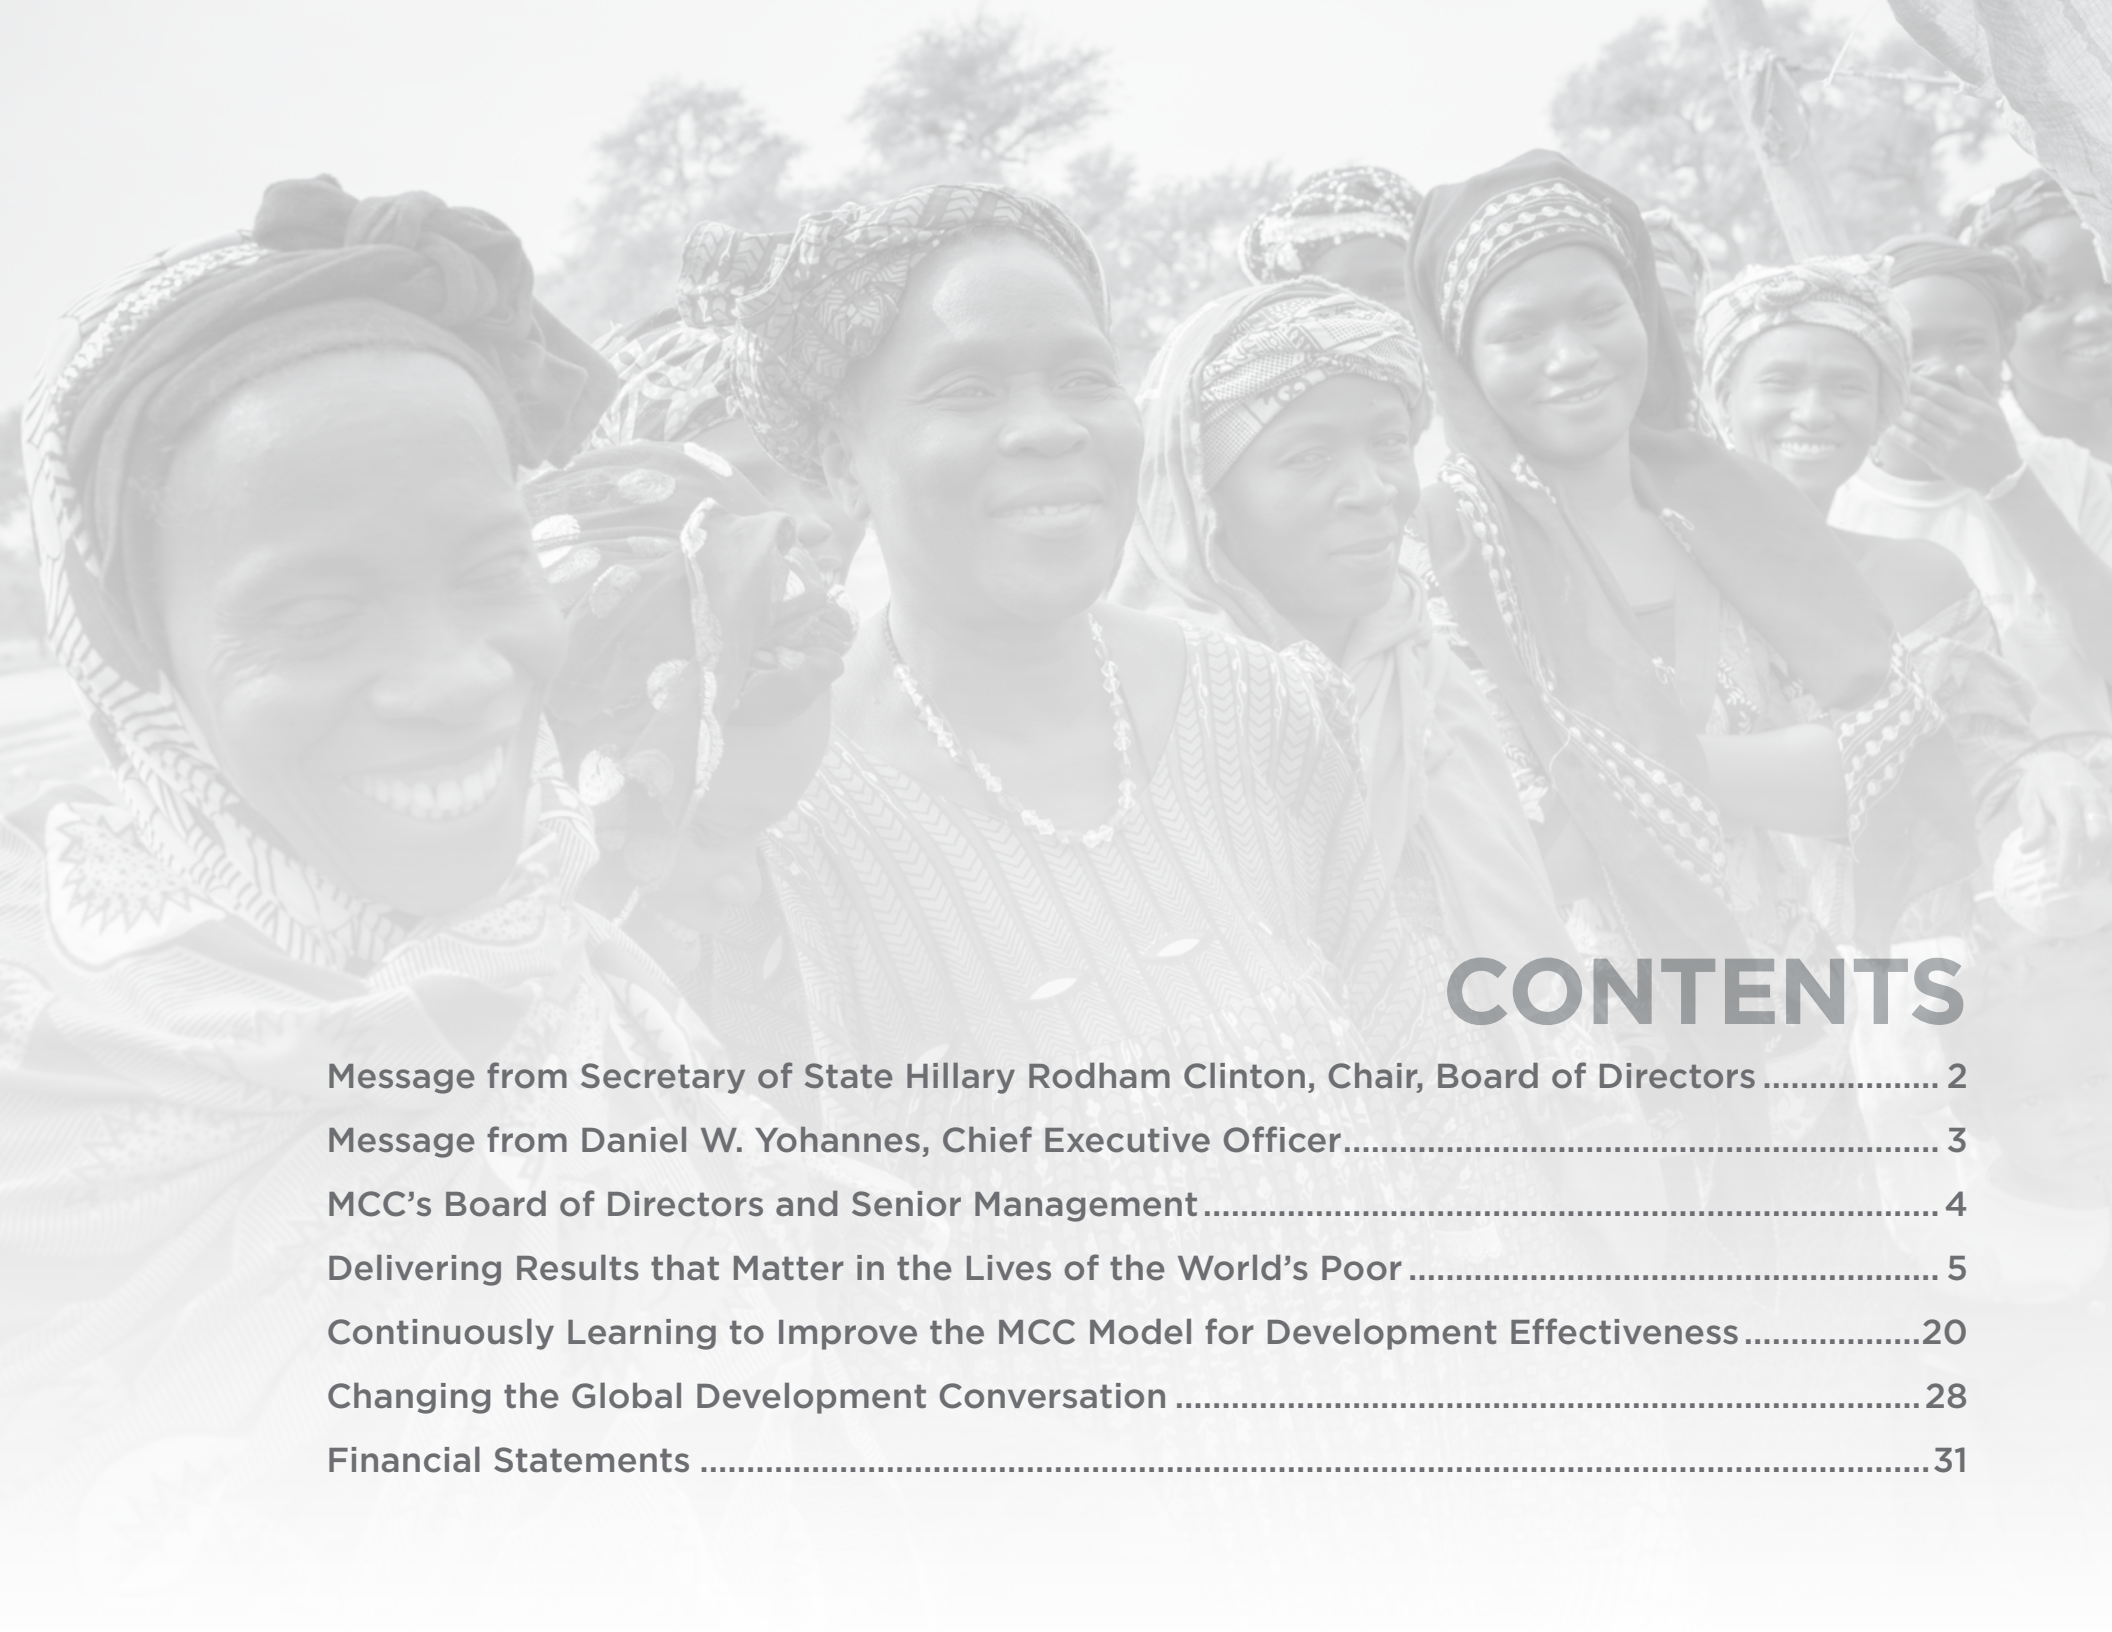 CONTENTS
Message from Secretary of State Hillary Rodham Clinton, Chair, Board of Directors ................... 2
Message from Daniel W. Yohannes, Chief Executive Officer................................................................ 3
MCC’s Board of Directors and Senior Management ............................................................................... 4
Delivering Results that Matter in the Lives of the World’s Poor ......................................................... 5
Continuously Learning to Improve the MCC Model for Development Effectiveness ...................20
Changing the Global Development Conversation ................................................................................ 28
Financial Statements .................................................................................................................................... 31